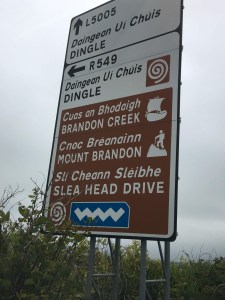 L5005
Daingean Uí Chúis
DINGLE
R549
Daingean Uí Chúis
DINGLE
Cuas an Bhodaigh
BRANDON CREEK
Cnoc Bréanainn
MOUNT BRANDON
Slí Cheann Sléibhe
SLEA HEAD DRIVE